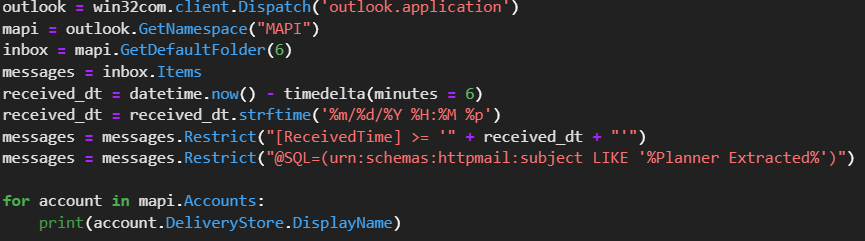 outlook = win32com.client.Dispatch('outlook.application')
mapi = outlook.GetNamespace("MAPI")
inbox = mapi.GetDefaultFolder(6)
messages = inbox.Items
received_dt = datetime.now() - timedelta(minutes = 6)
received_dt = received_dt.strftime('%m/%d/%Y %H:%M %p')
messages = messages.Restrict("[ReceivedTime] >= '" + received_dt + "'")
messages = messages.Restrict("@SQL=(urn:schemas:httpmail:subject LIKE '%Planner Extracted%')")
for account in mapi.Accounts:
    print(account.DeliveryStore.DisplayName)